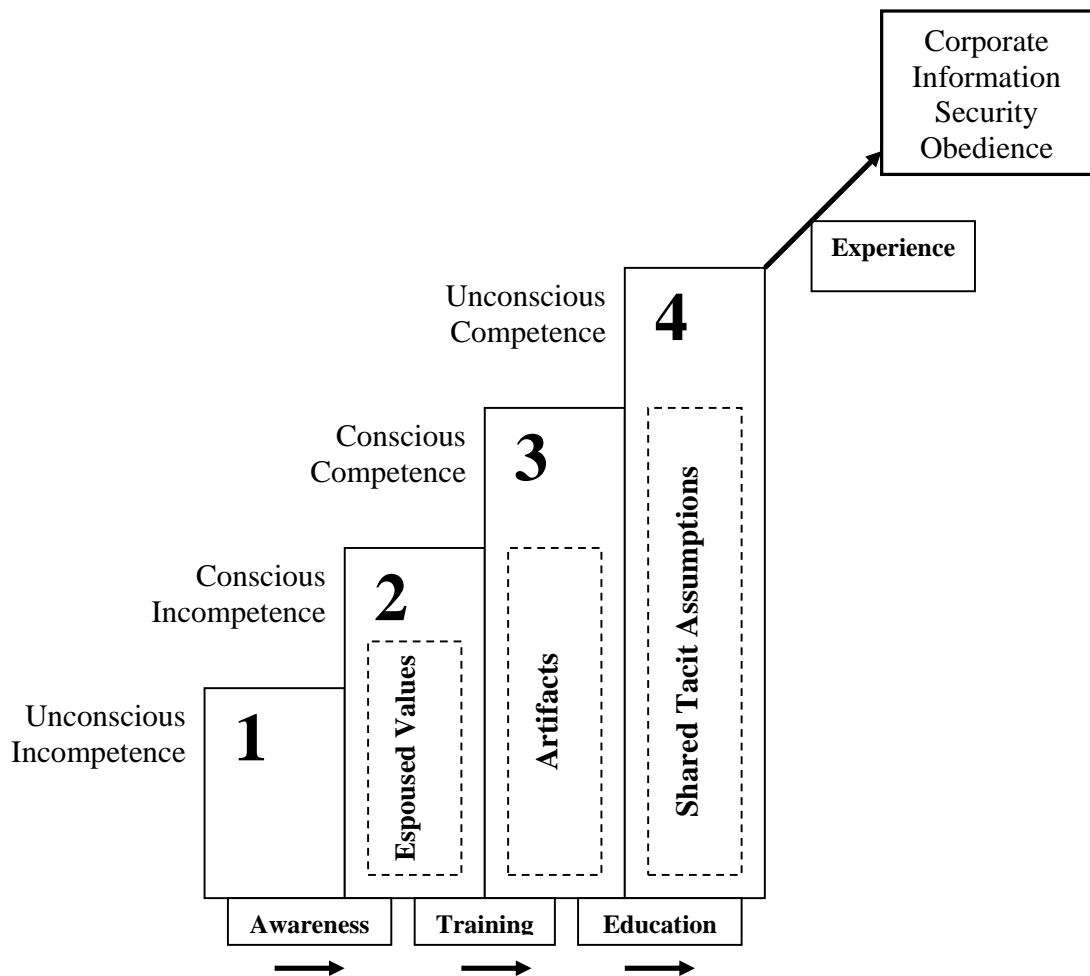 Corporate
Information
Security
Obedience
Experience
Unconscious
Competence
4
Conscious
Competence
3
Shared Tacit Assumptions
Conscious
Incompetence
2
Artifacts
Espoused Values
Unconscious
Incompetence
1
Awareness
Training
Education